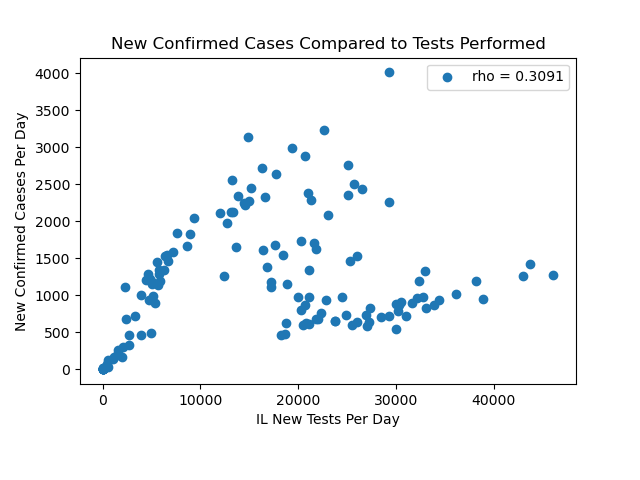 New Confirmed Cases Compared to Tests Performed
rho = 0.3091
4000
3500
3000
2500
2000
1500
1000
500
0
New Confirmed Caeses Per Day
0 10000 20000 30000 40000
IL New Tests Per Day